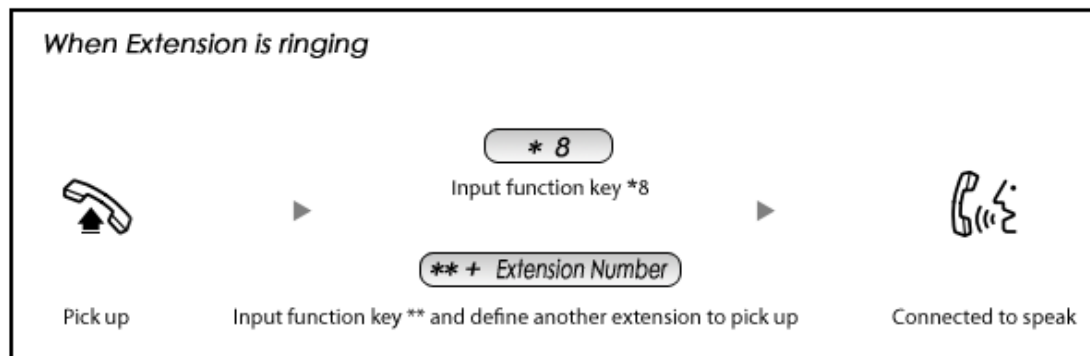 When Extension is ringing
* 8
Input function key *8
** + Extension Number
Pick up
Input function key ** and define another extension to pick up
Connected to speak